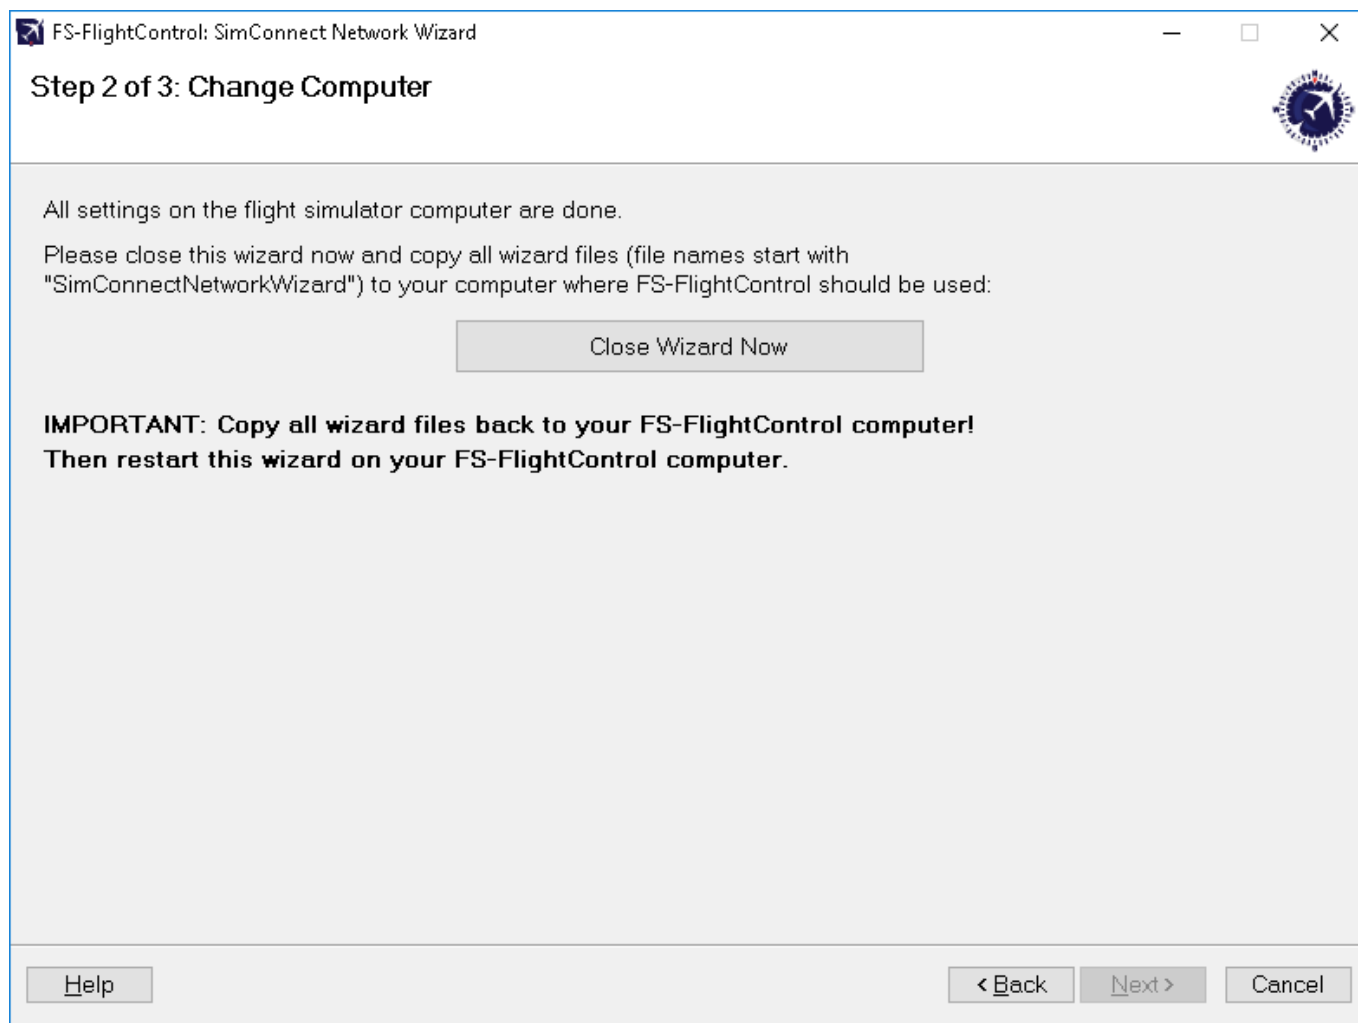 FS-FlightControl: SimConnect Network Wizard
Step 2 of 3: Change Computer
All settings on the flight simulator computer are done.
Please close this wizard now and copy all wizard files (file names start with
"SimConnectNetworkWizard") to your computer where FS-FlightControl should be used:
Close Wizard Now
IMPORTANT: Copy all wizard files back to your FS-FlightControl computer!
Then restart this wizard on your FS-FlightControl computer.
Help
< Back
Next >
Cancel